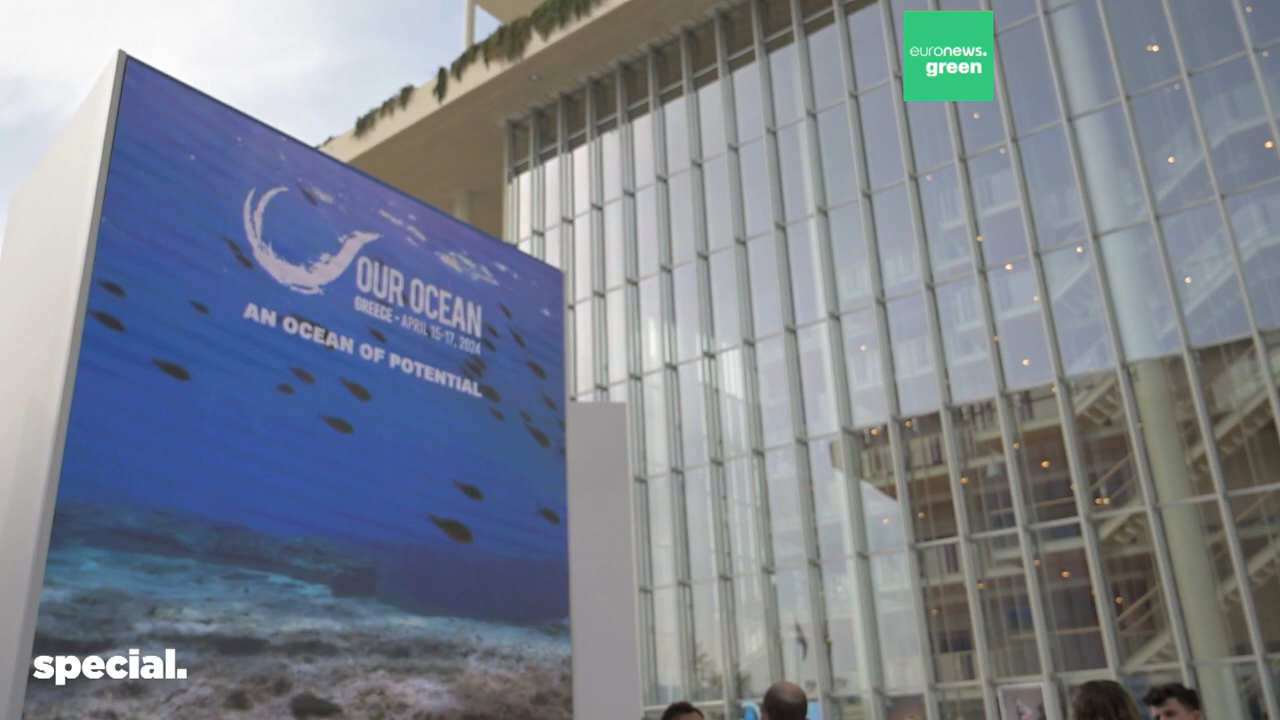 euronews.
green
OUR OCEAN
GREECE • APRIL 15-17, 2024
AN OCEAN OF POTENTIAL
special.